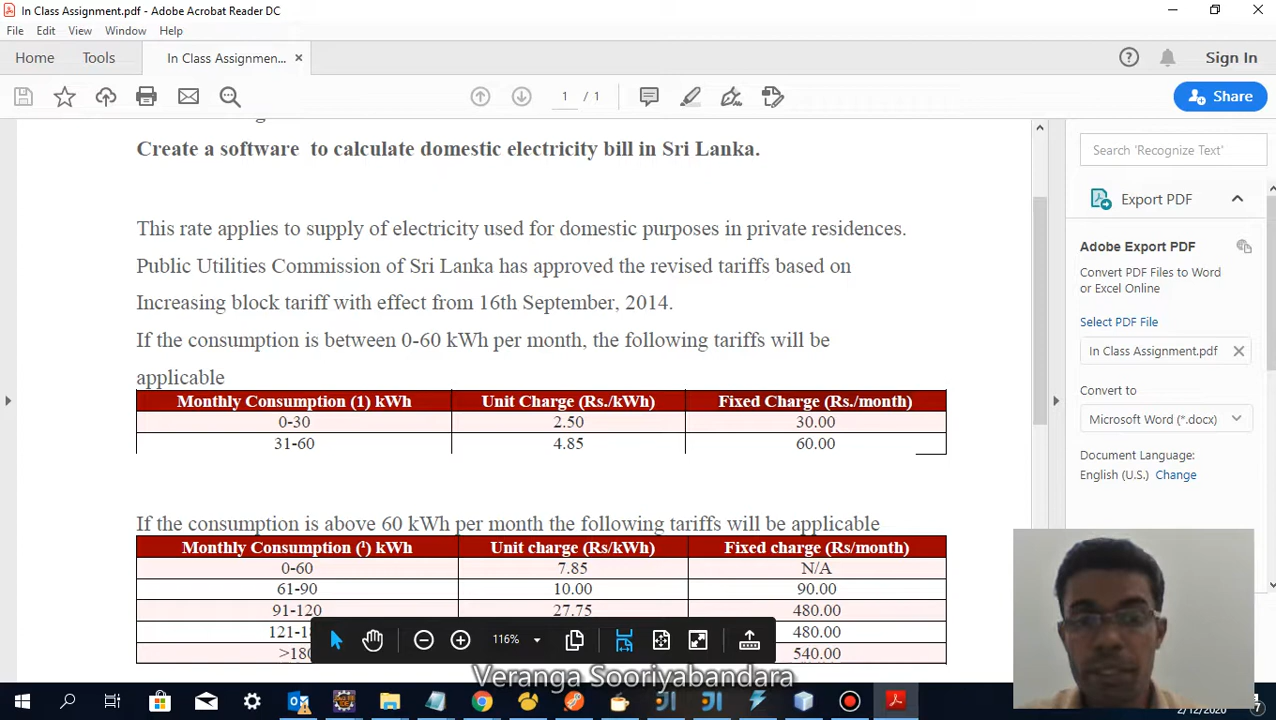 In Class Assignment.pdf - Adobe Acrobat Reader DC
File Edit View Window Help
Home Tools In Class Assignmen... × Sign In
1 / 1 Share
Create a software to calculate domestic electricity bill in Sri Lanka.
This rate applies to supply of electricity used for domestic purposes in private residences.
Public Utilities Commission of Sri Lanka has approved the revised tariffs based on
Increasing block tariff with effect from 16th September, 2014.
If the consumption is between 0-60 kWh per month, the following tariffs will be
applicable
Monthly Consumption (1) kWh Unit Charge (Rs./kWh) Fixed Charge (Rs./month)
0-30 2.50 30.00
31-60 4.85 60.00
If the consumption is above 60 kWh per month the following tariffs will be applicable
Monthly Consumption (¹) kWh Unit charge (Rs/kWh) Fixed charge (Rs/month)
0-60 7.85 N/A
61-90 10.00 90.00
91-120 27.75 480.00
480.00
>180 540.00
116%
Search 'Recognize Text'
Export PDF
Adobe Export PDF
Convert PDF Files to Word
or Excel Online
Select PDF File
In Class Assignment.pdf
Convert to
Microsoft Word (*.docx)
Document Language:
English (U.S.) Change
Veranga Sooriyabandara
2/12/2020